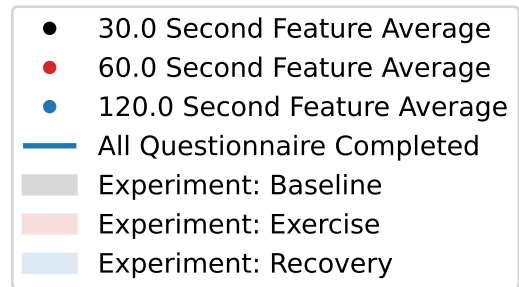 30.0 Second Feature Average
60.0 Second Feature Average
120.0 Second Feature Average
All Questionnaire Completed
Experiment: Baseline
Experiment: Exercise
Experiment: Recovery